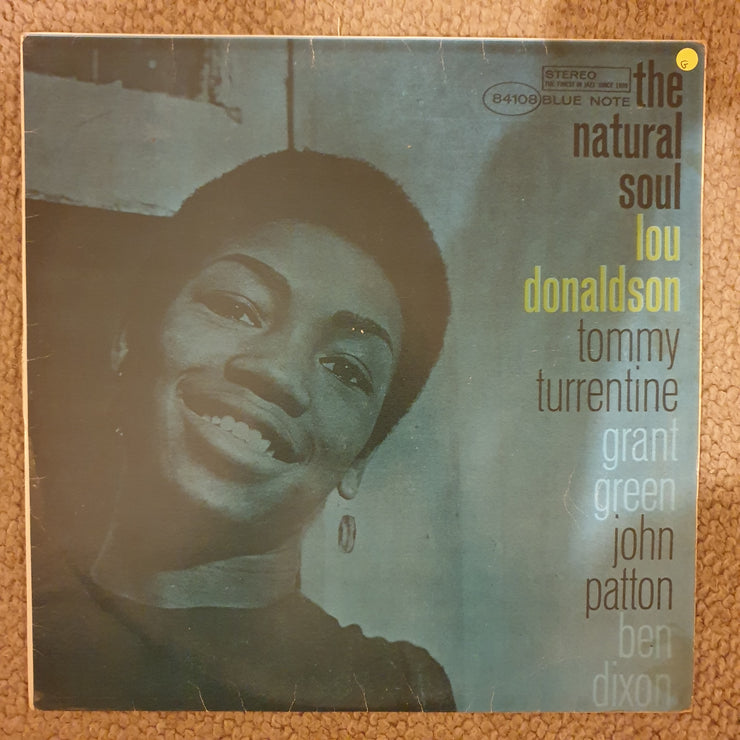 STEREO
THE FINEST IN JAZZ SINCE 1939
84108 BLUE NOTE
the
natural
soul
lou
donaldson
tommy
turrentine
grant
green
john
patton
ben
dixon
G